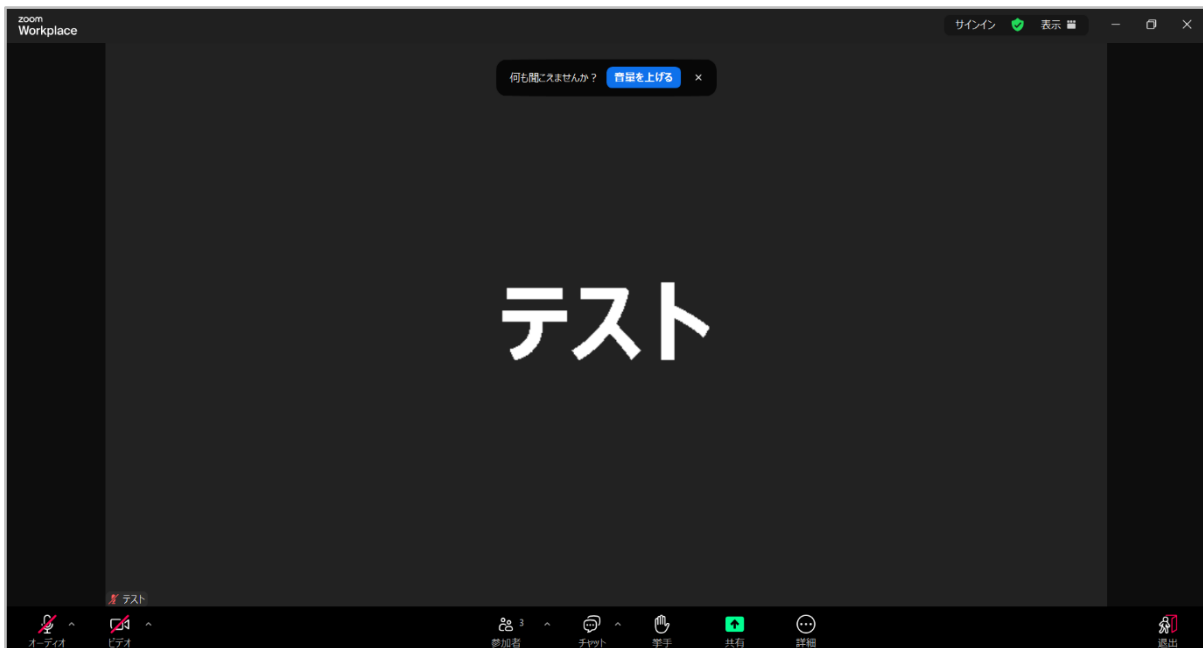 zoom
Workplace
サインイン
表示
何も聞こえませんか？ 音量を上げる
テスト
テスト
オーディオ
ビデオ
3
参加者
チャット
挙手
共有
詳細
退出